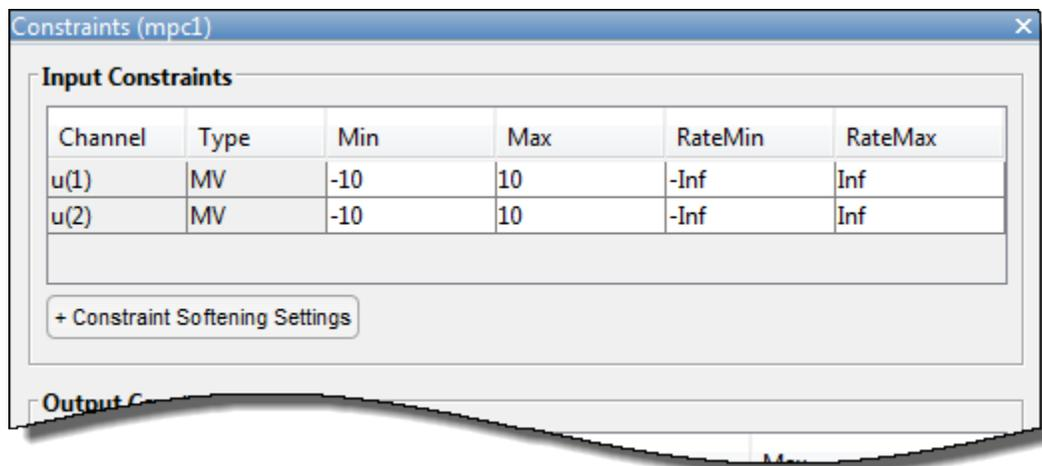 Constraints (mpc1)
Input Constraints
Channel Type Min Max RateMin RateMax
u(1) MV -10 10 -Inf Inf
u(2) MV -10 10 -Inf Inf
+ Constraint Softening Settings
Output